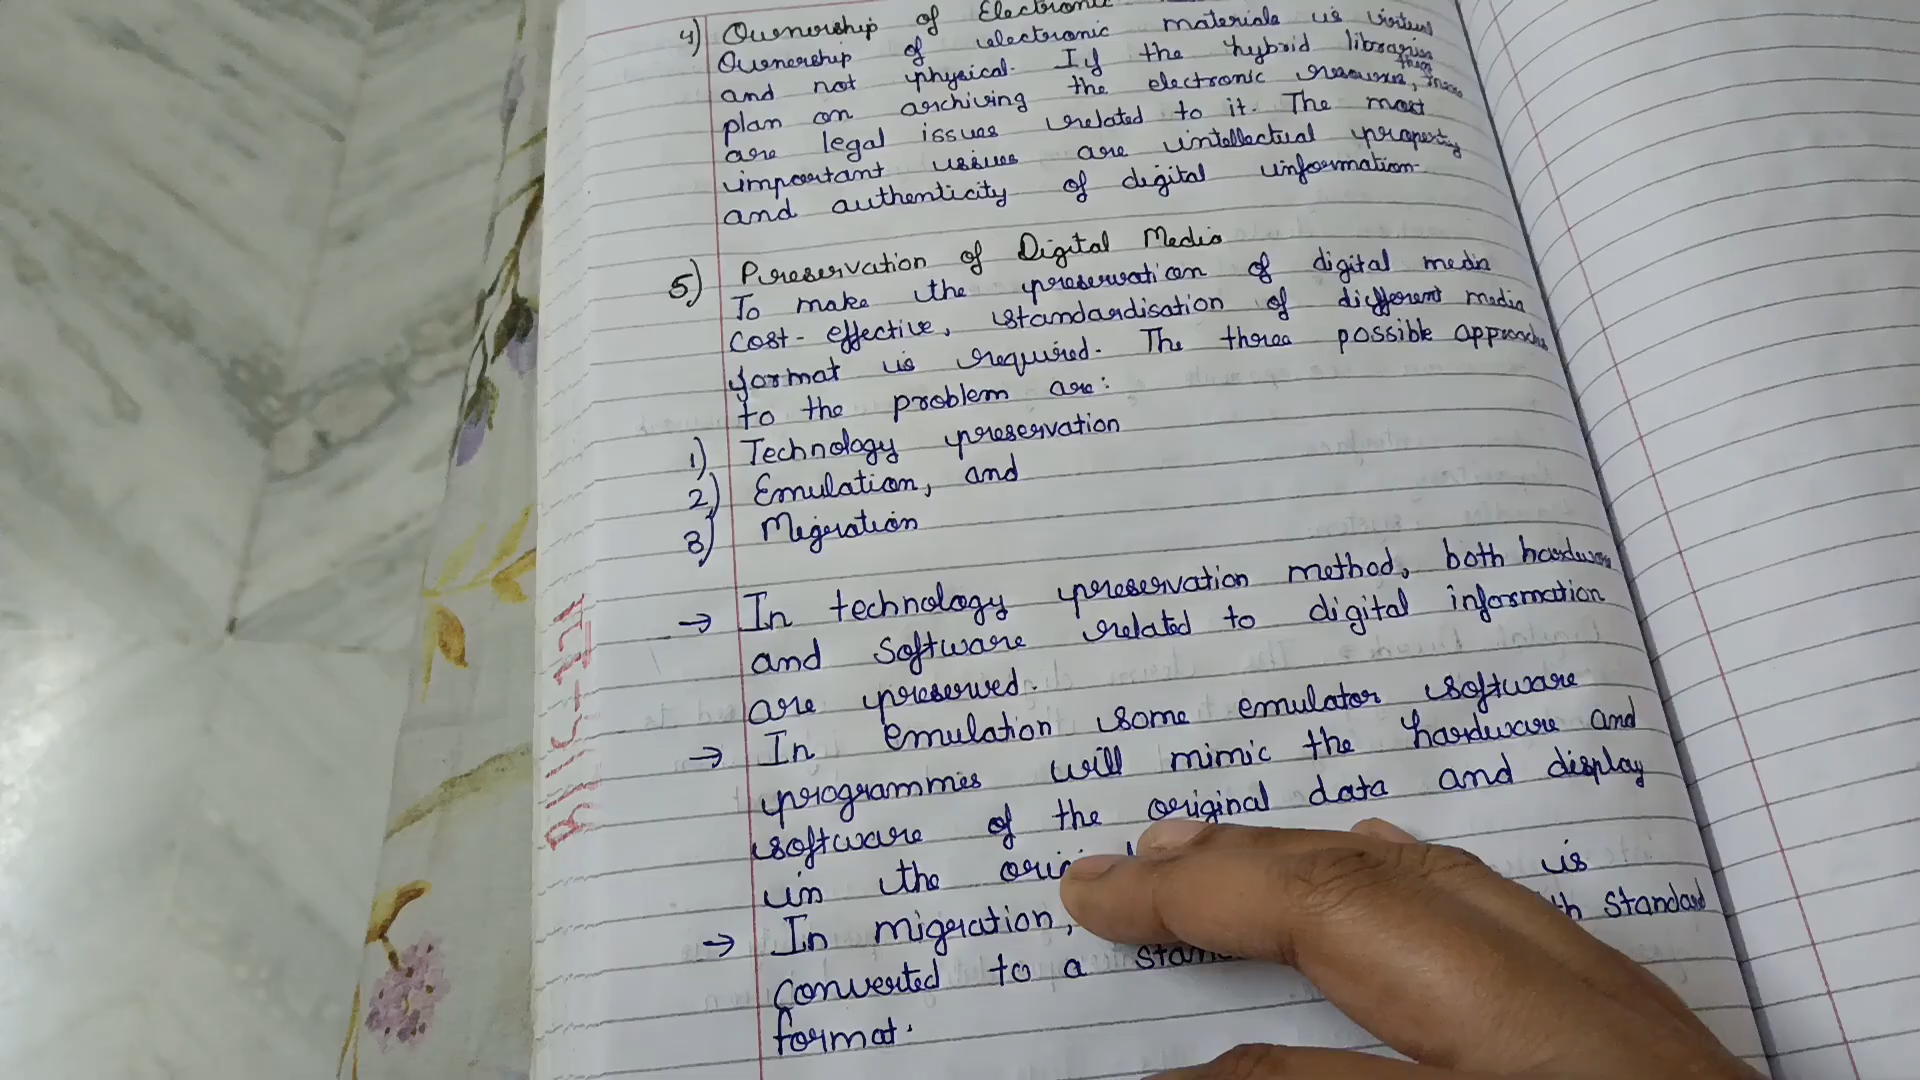 4) Ownership of Electronic
Ownership of electronic materials is virtual
and not physical. If the hybrid libraries
plan on archiving the electronic resources, there
are legal issues related to it. The most
important issues are intellectual property
and authenticity of digital information.
5) Preservation of Digital Media
To make the preservation of digital media
cost-effective, standardisation of different media
format is required. The three possible approaches
to the problem are:
1) Technology preservation
2) Emulation, and
3) Migration
→ In technology preservation method, both hardware
and software related to digital information
are preserved.
→ In emulation some emulator software
programmes will mimic the hardware and
software of the original data and display
in the
→ In migration, is
converted to a standard
format.
BLIS-121